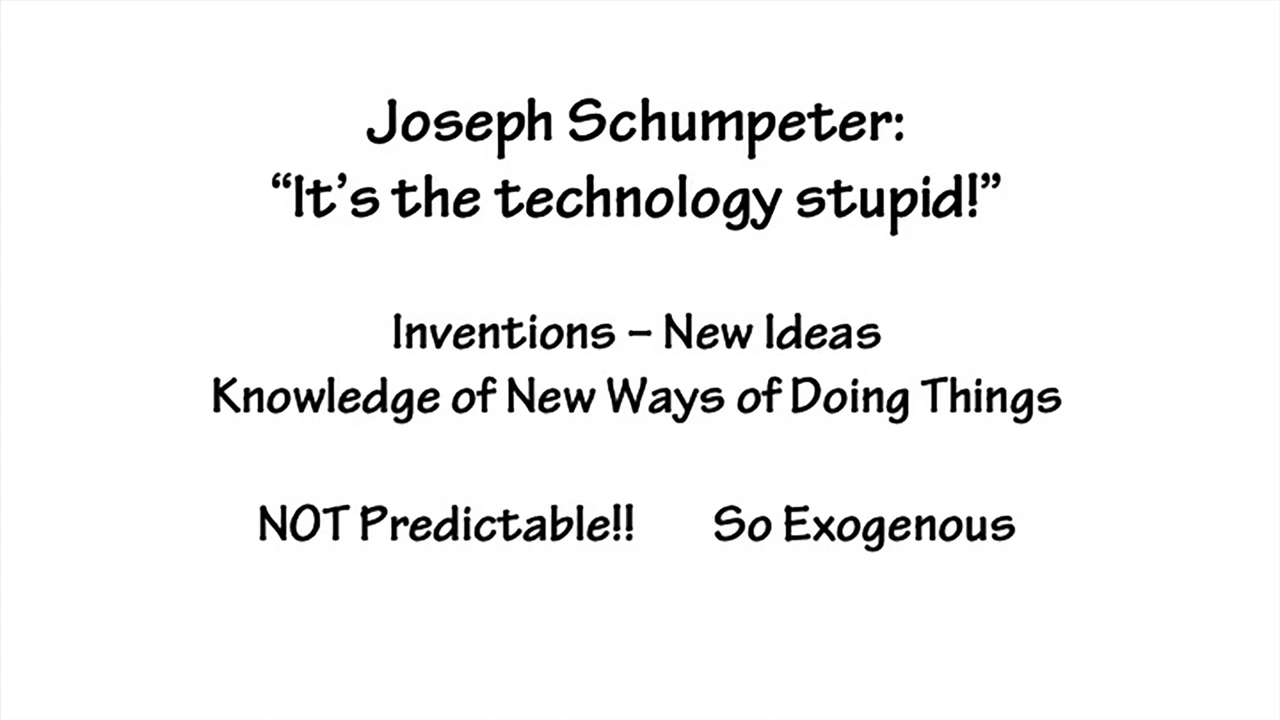 Joseph Schumpeter:
“It’s the technology stupid!”
Inventions – New Ideas
Knowledge of New Ways of Doing Things
NOT Predictable!! So Exogenous